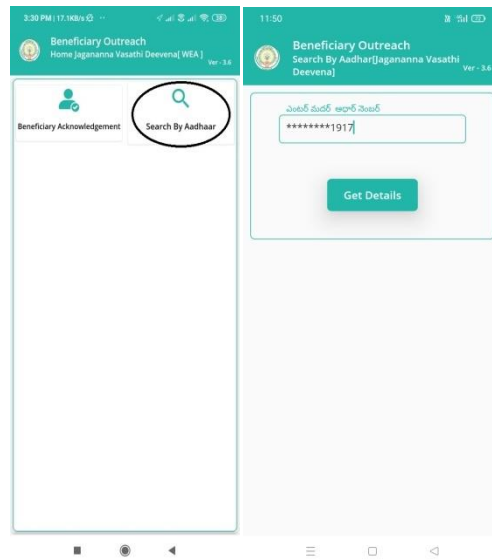 3:30 PM | 17.1KB/s
Beneficiary Outreach
Home Jagananna Vasathi Deevena[ WEA ]
Ver - 3.6
Beneficiary Acknowledgement
Search By Aadhaar
11:50
Beneficiary Outreach
Search By Aadhar[Jagananna Vasathi
Deevena]
Ver - 3.6
ఎంటర్ మదర్ ఆధార్ నెంబర్
********1917
Get Details